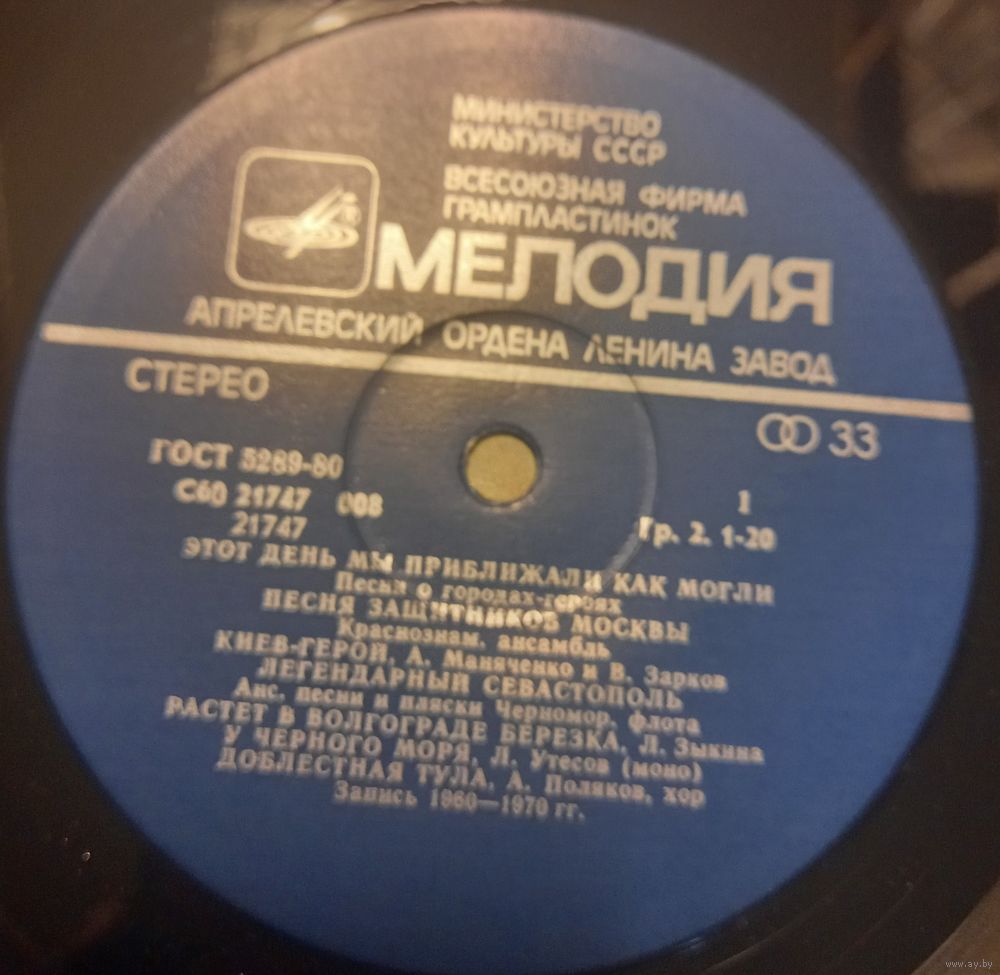 МИНИСТЕРСТВО
КУЛЬТУРЫ СССР
ВСЕСОЮЗНАЯ ФИРМА
ГРАМПЛАСТИНОК
МЕЛОДИЯ
АПРЕЛЕВСКИЙ ОРДЕНА ЛЕНИНА ЗАВОД
СТЕРЕО
33
ГОСТ 5289-80
С60 21747 008
1
21747
Гр. 2. 1-20
ЭТОТ ДЕНЬ МЫ ПРИБЛИЖАЛИ КАК МОГЛИ
Песни о городах-героях
ПЕСНЯ ЗАЩИТНИКОВ МОСКВЫ
Краснознам. ансамбль
КИЕВ-ГЕРОЙ, А. Маняченко и В. Зарков
ЛЕГЕНДАРНЫЙ СЕВАСТОПОЛЬ
Анс. песни и пляски Черномор. флота
РАСТЕТ В ВОЛГОГРАДЕ БЕРЕЗКА, Л. Зыкина
У ЧЕРНОГО МОРЯ, Л. Утесов (моно)
ДОБЛЕСТНАЯ ТУЛА, А. Поляков, хор
Запись 1960—1970 гг.
www.ay.by